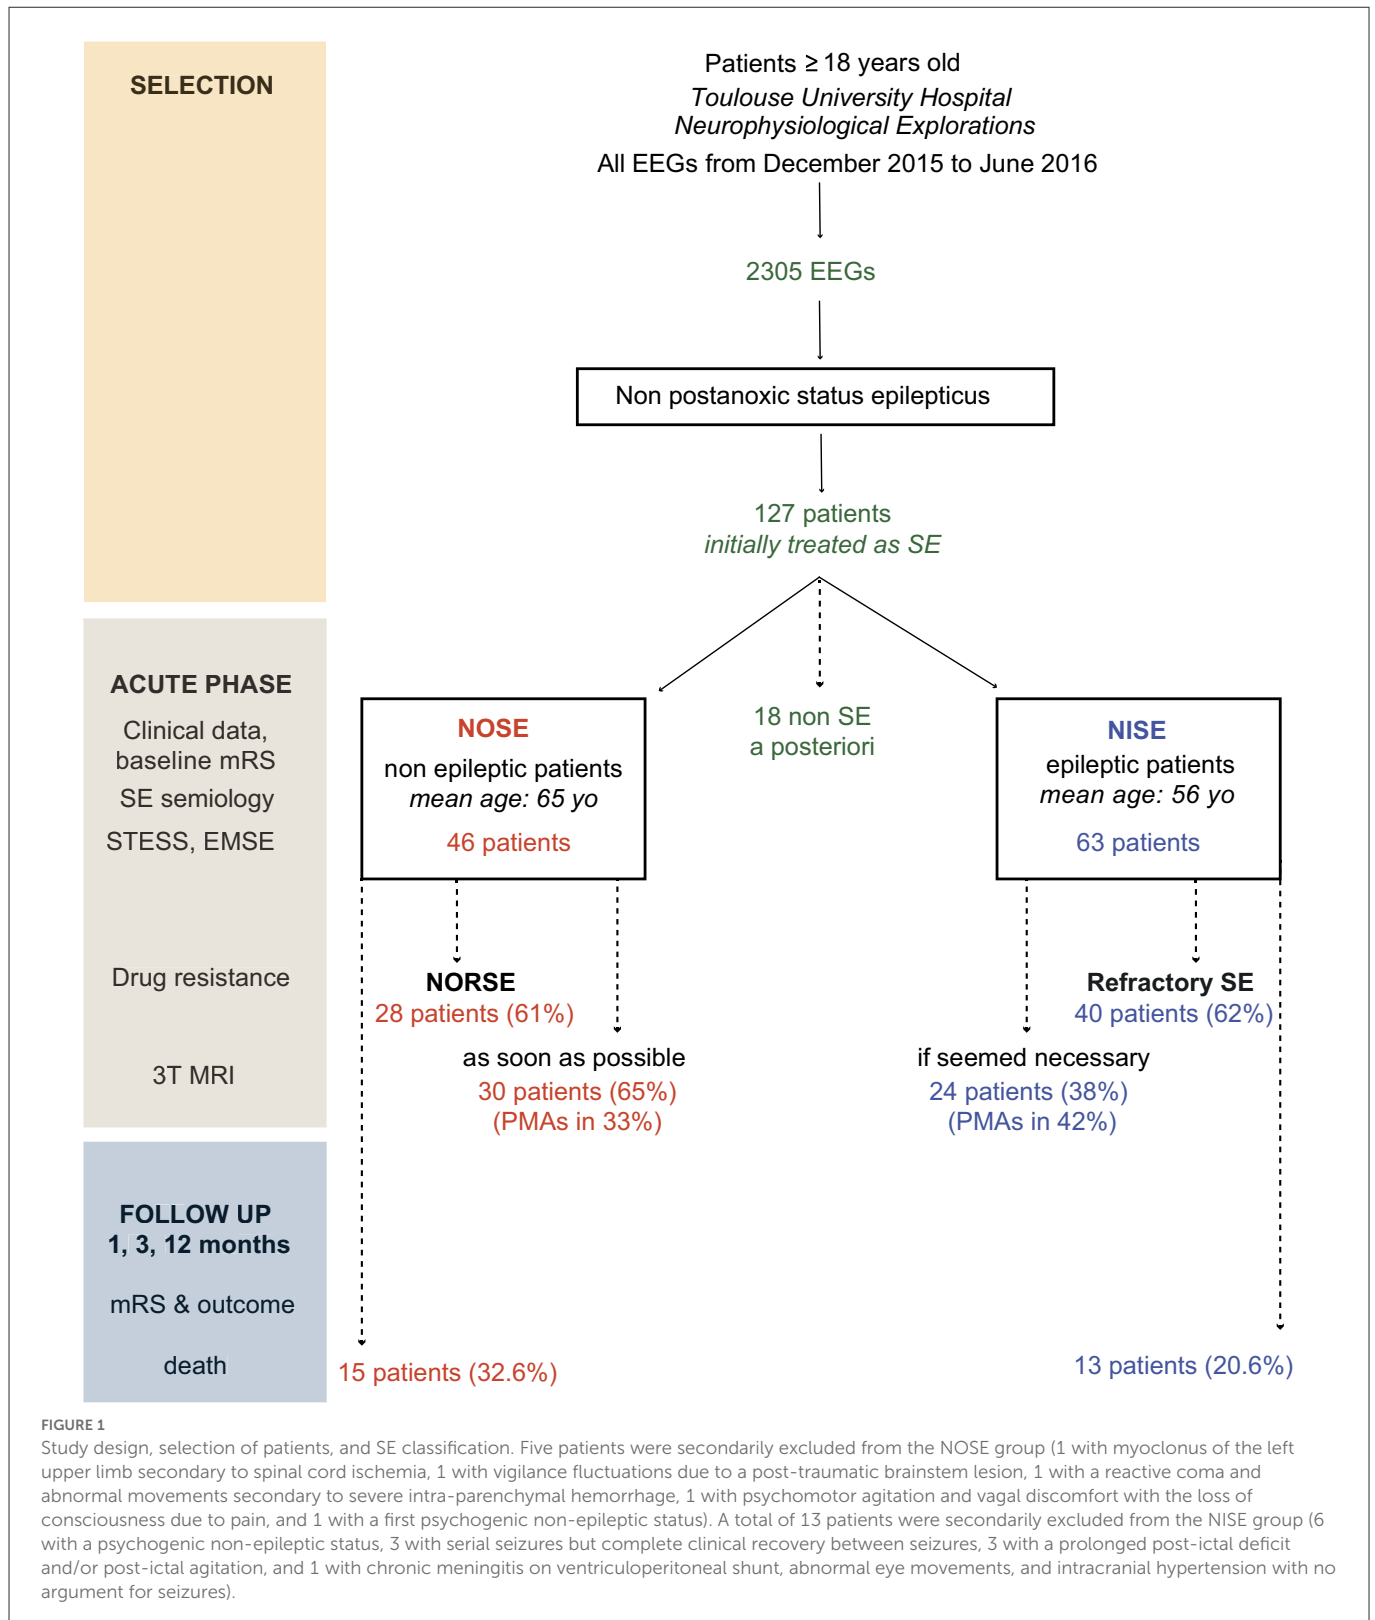 SELECTION
Patients ≥ 18 years old
Toulouse University Hospital
Neurophysiological Explorations
All EEGs from December 2015 to June 2016
2305 EEGs
Non postanoxic status epilepticus
127 patients
initially treated as SE
ACUTE PHASE
Clinical data,
baseline mRS
SE semiology
STESS, EMSE
NOSE
non epileptic patients
mean age: 65 yo
46 patients
18 non SE
a posteriori
NISE
epileptic patients
mean age: 56 yo
63 patients
Drug resistance
NORSE
28 patients (61%)
Refractory SE
40 patients (62%)
3T MRI
as soon as possible
30 patients (65%)
(PMAs in 33%)
if seemed necessary
24 patients (38%)
(PMAs in 42%)
FOLLOW UP
1, 3, 12 months
mRS & outcome
death
15 patients (32.6%)
13 patients (20.6%)
FIGURE 1
Study design, selection of patients, and SE classification. Five patients were secondarily excluded from the NOSE group (1 with myoclonus of the left
upper limb secondary to spinal cord ischemia, 1 with vigilance fluctuations due to a post-traumatic brainstem lesion, 1 with a reactive coma and
abnormal movements secondary to severe intra-parenchymal hemorrhage, 1 with psychomotor agitation and vagal discomfort with the loss of
consciousness due to pain, and 1 with a first psychogenic non-epileptic status). A total of 13 patients were secondarily excluded from the NISE group (6
with a psychogenic non-epileptic status, 3 with serial seizures but complete clinical recovery between seizures, 3 with a prolonged post-ictal deficit
and/or post-ictal agitation, and 1 with chronic meningitis on ventriculoperitoneal shunt, abnormal eye movements, and intracranial hypertension with no
argument for seizures).